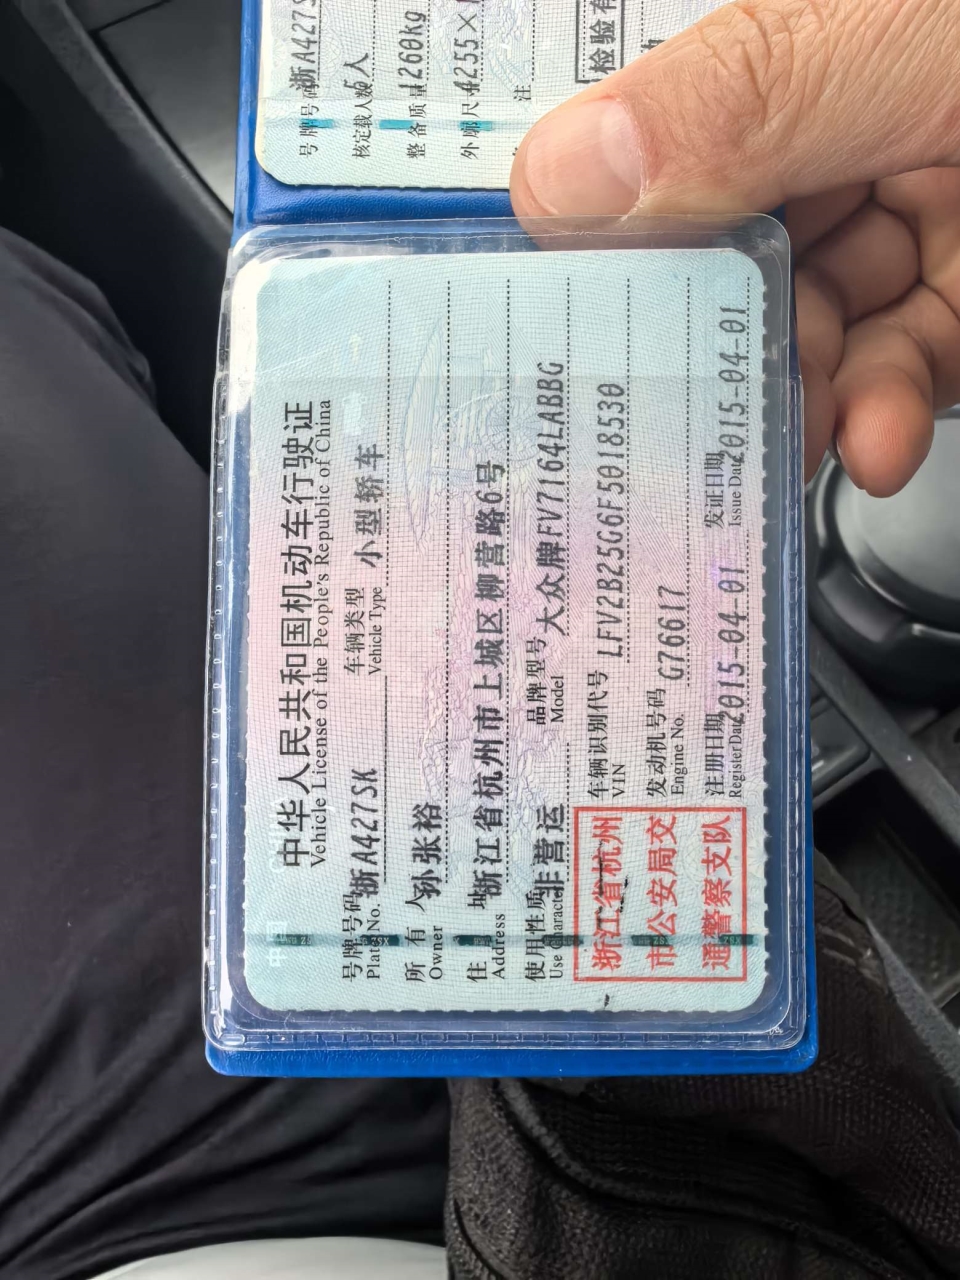 中华人民共和国机动车行驶证
Vehicle License of the People's Republic of China
号牌号码 浙A427SK 车辆类型 小型轿车
Plate No. Vehicle Type
所有人 孙张裕
Owner
住址 浙江省杭州市上城区柳营路6号
Address
使用性质 非营运 品牌型号 大众牌FV7164LABBG
Use Character Model
浙江省杭州
市公安局交
通警察支队
车辆识别代号 LFV2B25G6F5018530
VIN
发动机号码 G76617
Engine No.
注册日期 2015-04-01 发证日期 2015-04-01
Register Date Issue Date
号牌号码 浙A427S
核定载人数 5人
整备质量 1260kg
外廓尺 4255×
注
检验有